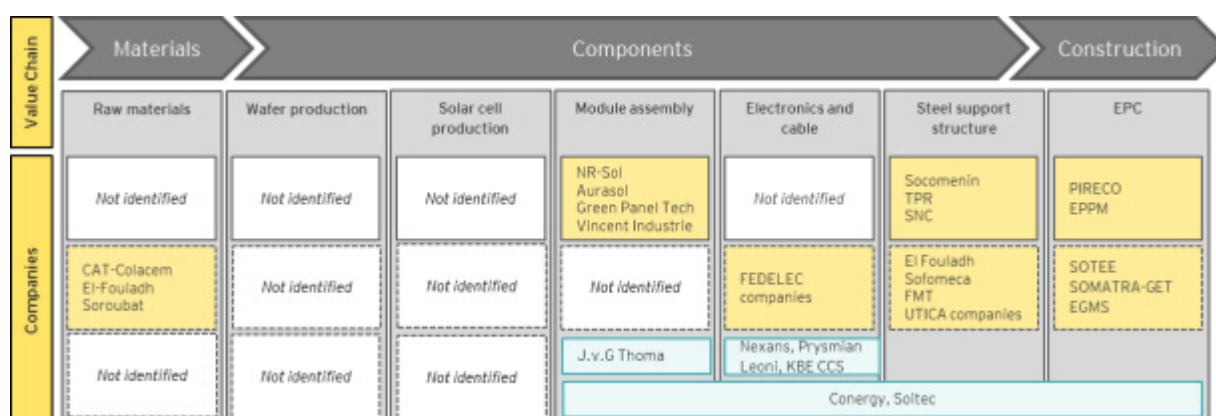 Value Chain
Materials
Components
Construction
Raw materials
Wafer production
Solar cell
production
Module assembly
Electronics and
cable
Steel support
structure
EPC
Companies
Not identified
Not identified
Not identified
NR-Sol
Aurasol
Green Panel Tech
Vincent Industrie
Not identified
Socomenin
TPR
SNC
PIRECO
EPPM
CAT-Colacem
El-Fouladh
Soroubat
Not identified
Not identified
Not identified
FEDELEC
companies
El Fouladh
Sofomeca
FMT
UTICA companies
SOTEE
SOMATRA-GET
EGMS
Not identified
Not identified
Not identified
J.v.G Thoma
Nexans, Prysmian
Leoni, KBE CCS
Conergy, Soitec